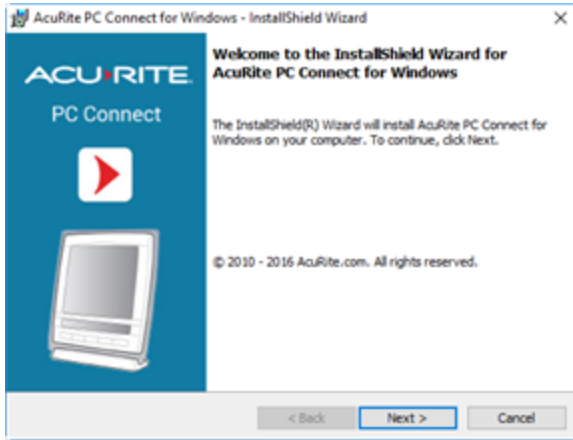 AcuRite PC Connect for Windows - InstallShield Wizard
ACU RITE
PC Connect
Welcome to the InstallShield Wizard for
AcuRite PC Connect for Windows
The InstallShield(R) Wizard will install AcuRite PC Connect for
Windows on your computer. To continue, click Next.
© 2010 - 2016 AcuRite.com. All rights reserved.
< Back
Next >
Cancel